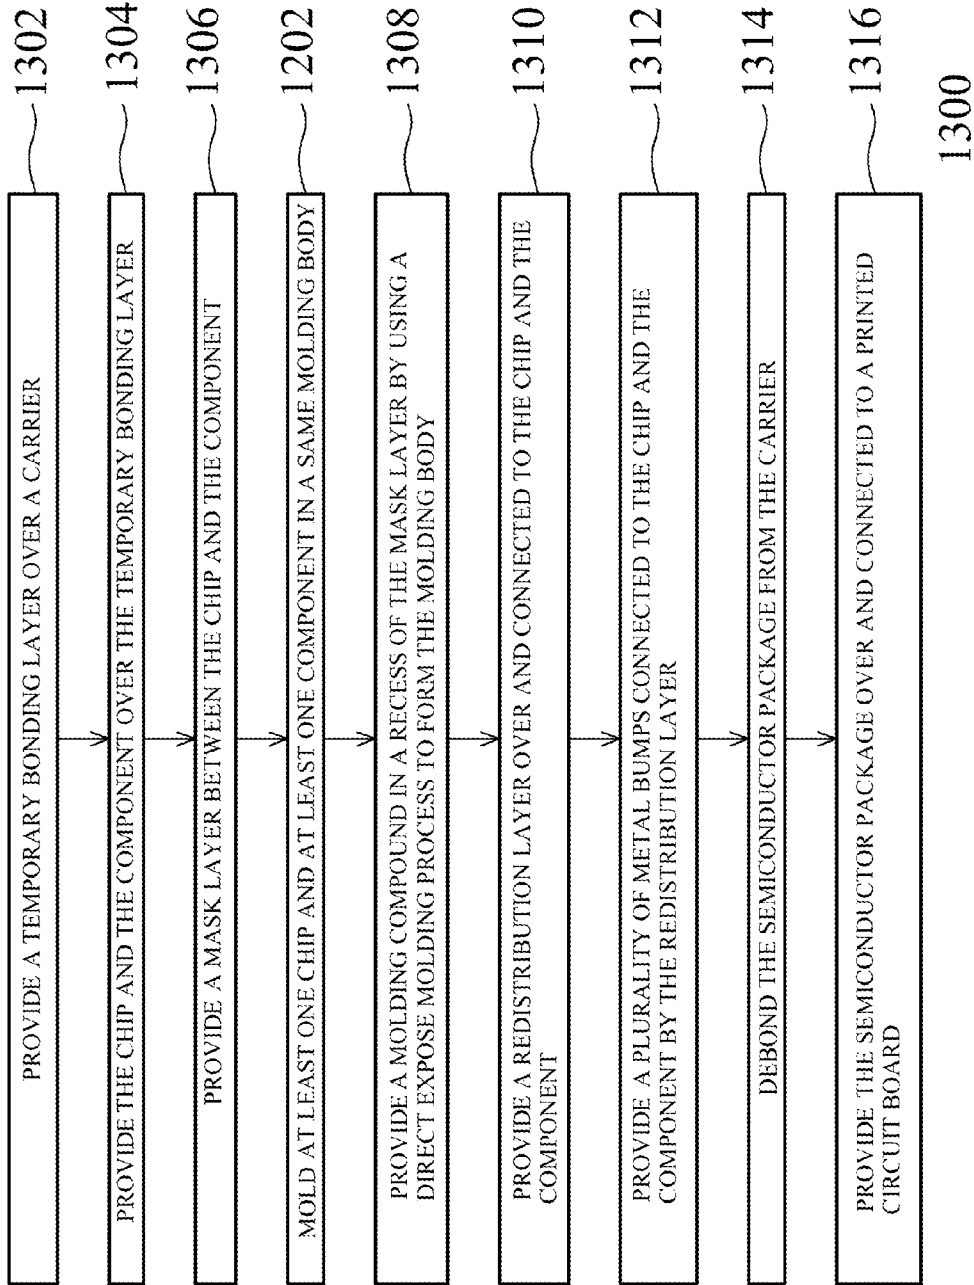 PROVIDE A TEMPORARY BONDING LAYER OVER A CARRIER
1302
PROVIDE THE CHIP AND THE COMPONENT OVER THE TEMPORARY BONDING LAYER
1304
PROVIDE A MASK LAYER BETWEEN THE CHIP AND THE COMPONENT
1306
MOLD AT LEAST ONE CHIP AND AT LEAST ONE COMPONENT IN A SAME MOLDING BODY
1202
PROVIDE A MOLDING COMPOUND IN A RECESS OF THE MASK LAYER BY USING A
DIRECT EXPOSE MOLDING PROCESS TO FORM THE MOLDING BODY
1308
PROVIDE A REDISTRIBUTION LAYER OVER AND CONNECTED TO THE CHIP AND THE
COMPONENT
1310
PROVIDE A PLURALITY OF METAL BUMPS CONNECTED TO THE CHIP AND THE
COMPONENT BY THE REDISTRIBUTION LAYER
1312
DEBOND THE SEMICONDUCTOR PACKAGE FROM THE CARRIER
1314
PROVIDE THE SEMICONDUCTOR PACKAGE OVER AND CONNECTED TO A PRINTED
CIRCUIT BOARD
1316
1300